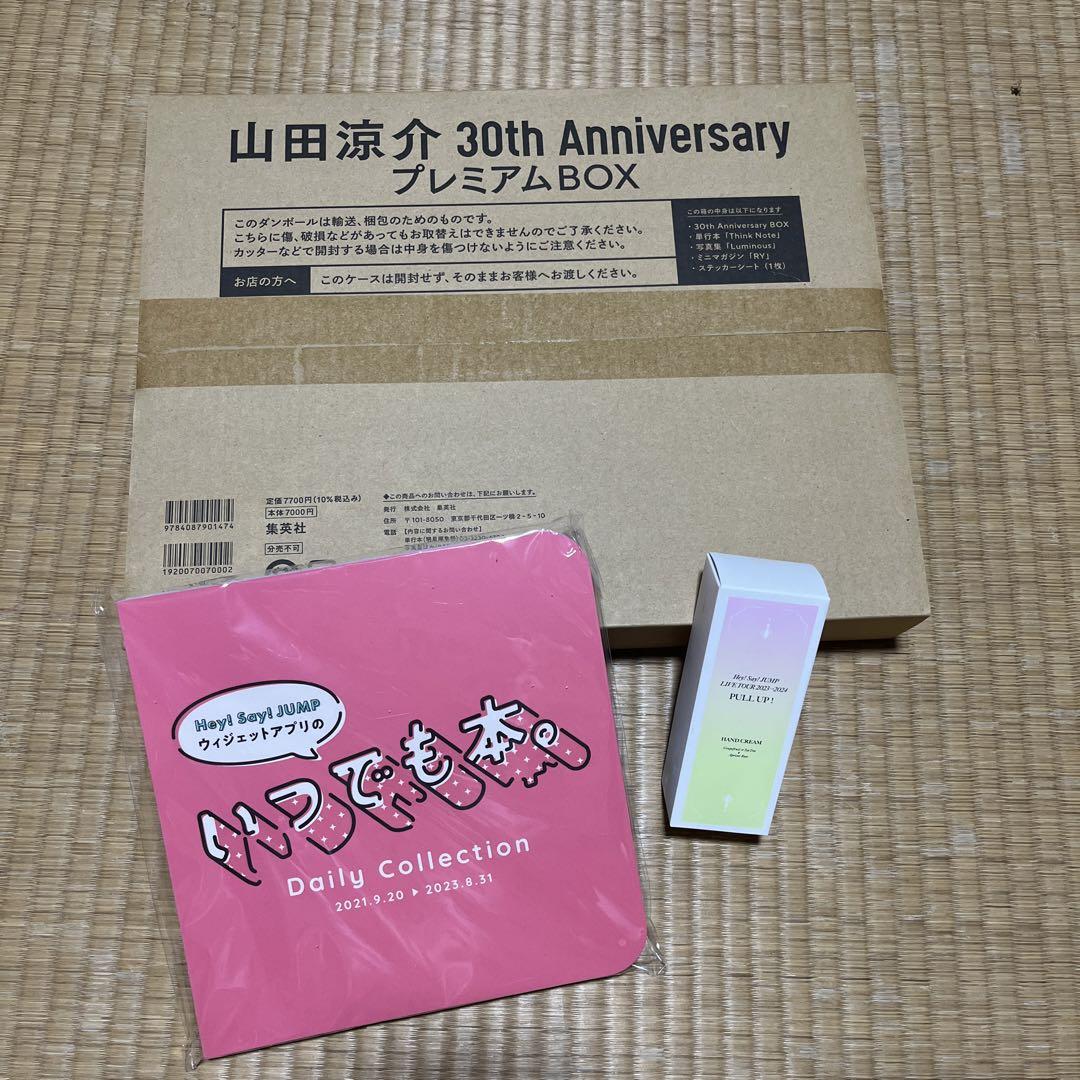 山田涼介 30th Anniversary
プレミアムBOX
このダンボールは輸送、梱包のためのものです。
こちらに傷、破損などがあってもお取替えはできませんのでご了承ください。
カッターなどで開封する場合は中身を傷つけないようにご注意ください。
お店の方へ
このケースは開封せず、そのままお客様へお渡しください。
この箱の中身は以下になります
・30th Anniversary BOX
・単行本「Think Note」
・写真集「Luminous」
・ミニマガジン「RY」
・ステッカーシート（1枚）
9784087901474
1920070070002
定価7700円（10%税込み）
本体7000円
集英社
分売不可
◆この商品へのお問い合わせは、下記にお願いします。
発行 株式会社 集英社
住所 〒101-8050 東京都千代田区一ツ橋2-5-10
電話 【内容に関するお問い合わせ】
Hey! Say! JUMP
ウィジェットアプリの
いつでも本。
Daily Collection
2021.9.20 ▶ 2023.8.31
Hey! Say! JUMP
LIVE TOUR 2023-2024
PULL UP!
HAND CREAM